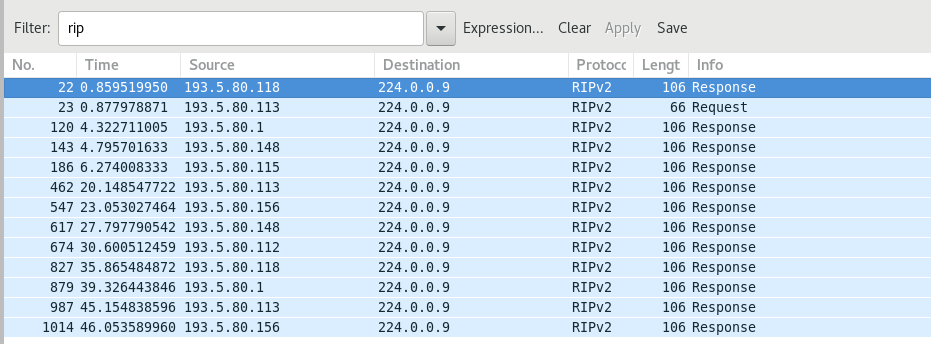 Filter: rip Expression... Clear Apply Save
No. Time Source Destination Protocc Lengt Info
22 0.859519950 193.5.80.118 224.0.0.9 RIPv2 106 Response
23 0.877978871 193.5.80.113 224.0.0.9 RIPv2 66 Request
120 4.322711005 193.5.80.1 224.0.0.9 RIPv2 106 Response
143 4.795701633 193.5.80.148 224.0.0.9 RIPv2 106 Response
186 6.274008333 193.5.80.115 224.0.0.9 RIPv2 106 Response
462 20.148547722 193.5.80.113 224.0.0.9 RIPv2 106 Response
547 23.053027464 193.5.80.156 224.0.0.9 RIPv2 106 Response
617 27.797790542 193.5.80.148 224.0.0.9 RIPv2 106 Response
674 30.600512459 193.5.80.112 224.0.0.9 RIPv2 106 Response
827 35.865484872 193.5.80.118 224.0.0.9 RIPv2 106 Response
879 39.326443846 193.5.80.1 224.0.0.9 RIPv2 106 Response
987 45.154838596 193.5.80.113 224.0.0.9 RIPv2 106 Response
1014 46.053589960 193.5.80.156 224.0.0.9 RIPv2 106 Response